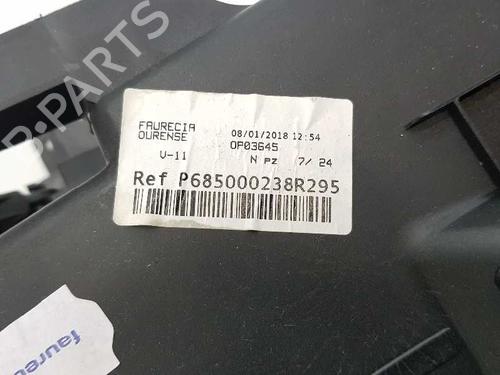 B-PARTS
FAURECIA
OURENSE
08/01/2018 12:54
OP03645
V-11
N pz 7/ 24
Ref P685000238R295
faurec